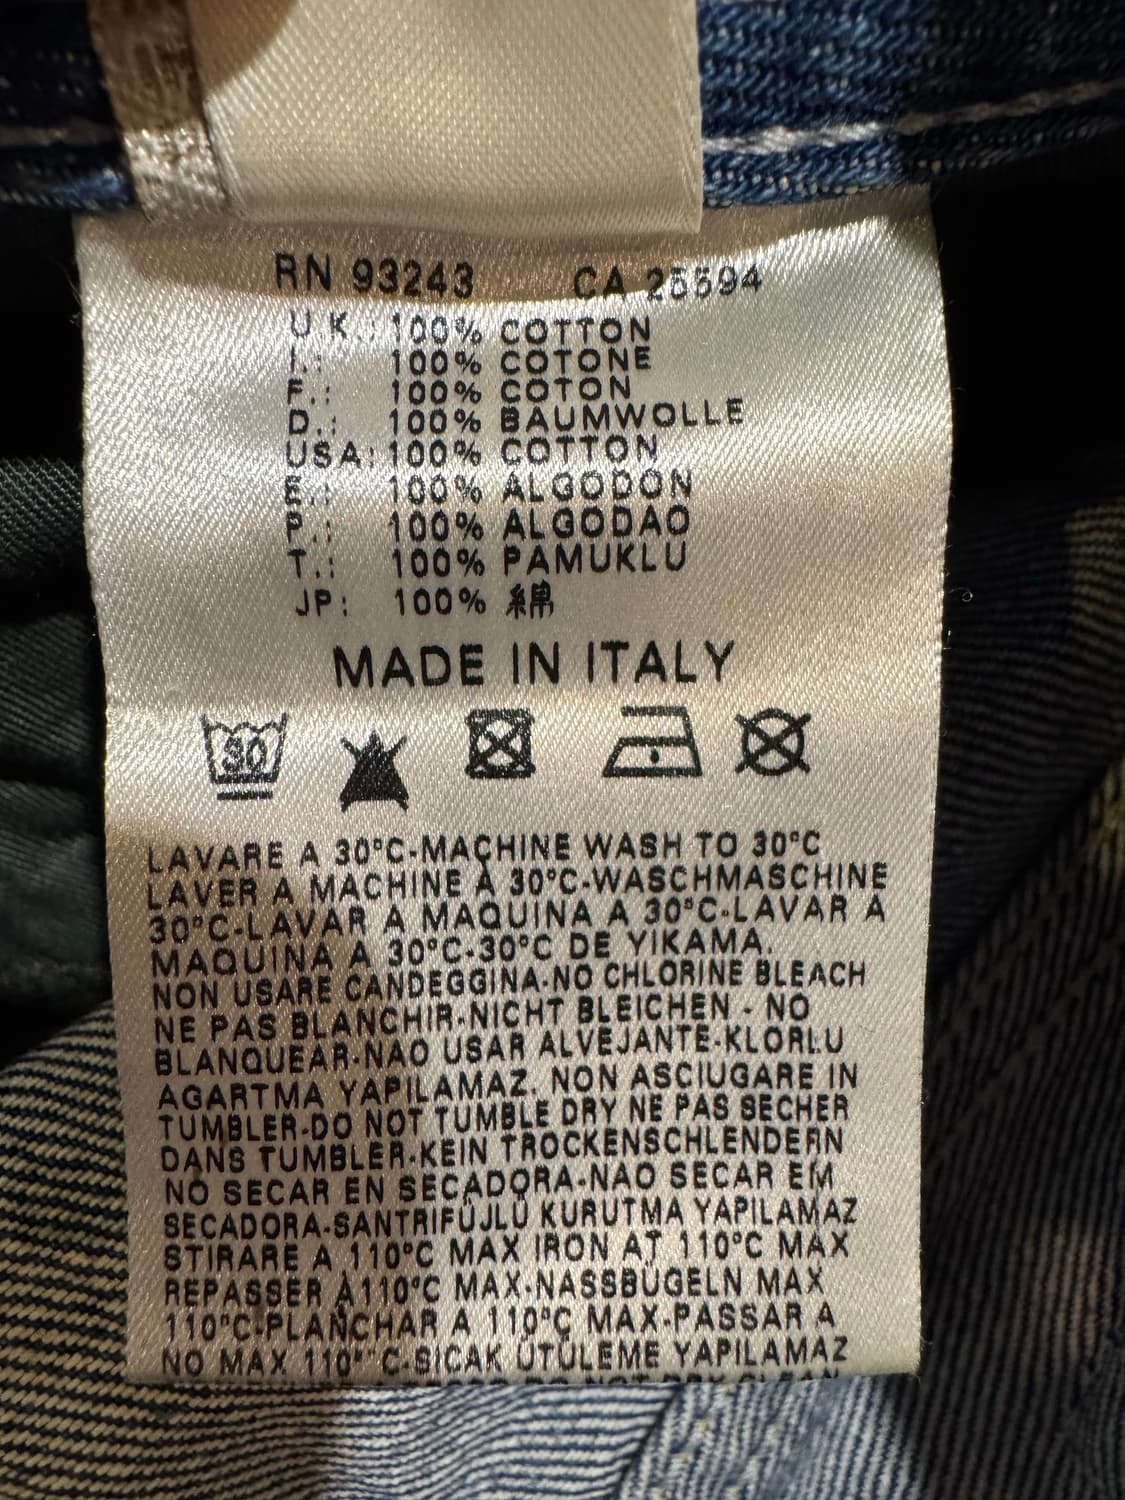 RN 93243 CA 25594
U.K.: 100% COTTON
I.: 100% COTONE
F.: 100% COTON
D.: 100% BAUMWOLLE
USA: 100% COTTON
E.: 100% ALGODON
P.: 100% ALGODAO
T.: 100% PAMUKLU
JP: 100% 綿
MADE IN ITALY
30
LAVARE A 30°C-MACHINE WASH TO 30°C
LAVER A MACHINE A 30°C-WASCHMASCHINE
30°C-LAVAR A MAQUINA A 30°C-LAVAR A
MAQUINA A 30°C-30°C DE YIKAMA.
NON USARE CANDEGGINA-NO CHLORINE BLEACH
NE PAS BLANCHIR-NICHT BLEICHEN - NO
BLANQUEAR-NAO USAR ALVEJANTE-KLORLU
AGARTMA YAPILAMAZ. NON ASCIUGARE IN
TUMBLER-DO NOT TUMBLE DRY NE PAS SECHER
DANS TUMBLER-KEIN TROCKENSCHLENDERN
NO SECAR EN SECADORA-NAO SECAR EM
SECADORA-SANTRIFÜJLÜ KURUTMA YAPILAMAZ
STIRARE A 110°C MAX IRON AT 110°C MAX
REPASSER À110°C MAX-NASSBÜGELN MAX
110°C-PLANCHAR A 110°C MAX-PASSAR A
NO MAX 110°C-SICAK ÜTÜLEME YAPILAMAZ